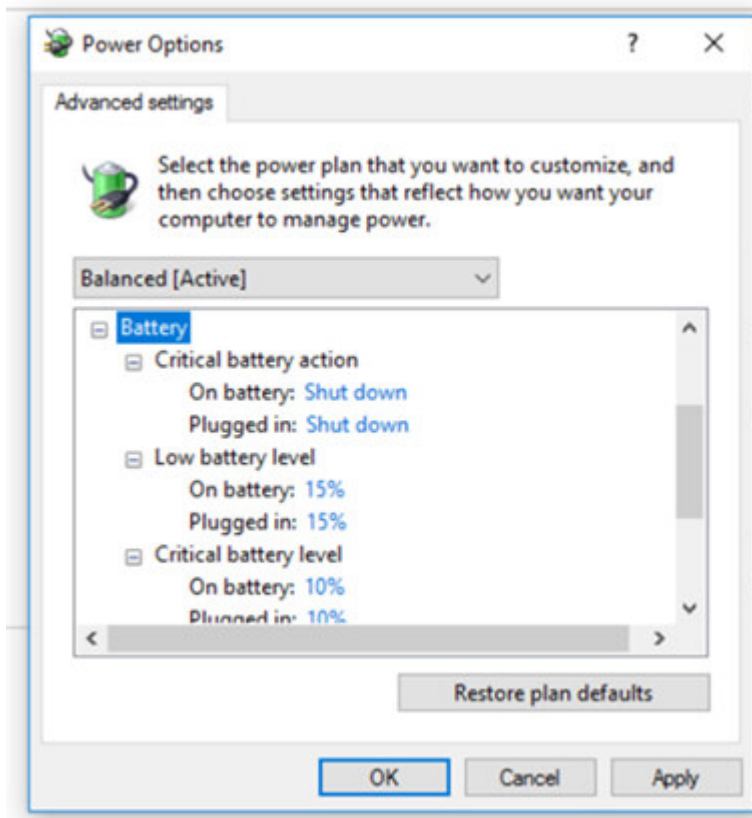 Power Options
Advanced settings
Select the power plan that you want to customize, and
then choose settings that reflect how you want your
computer to manage power.
Balanced [Active]
Battery
Critical battery action
On battery: Shut down
Plugged in: Shut down
Low battery level
On battery: 15%
Plugged in: 15%
Critical battery level
On battery: 10%
Plugged in: 10%
Restore plan defaults
OK Cancel Apply